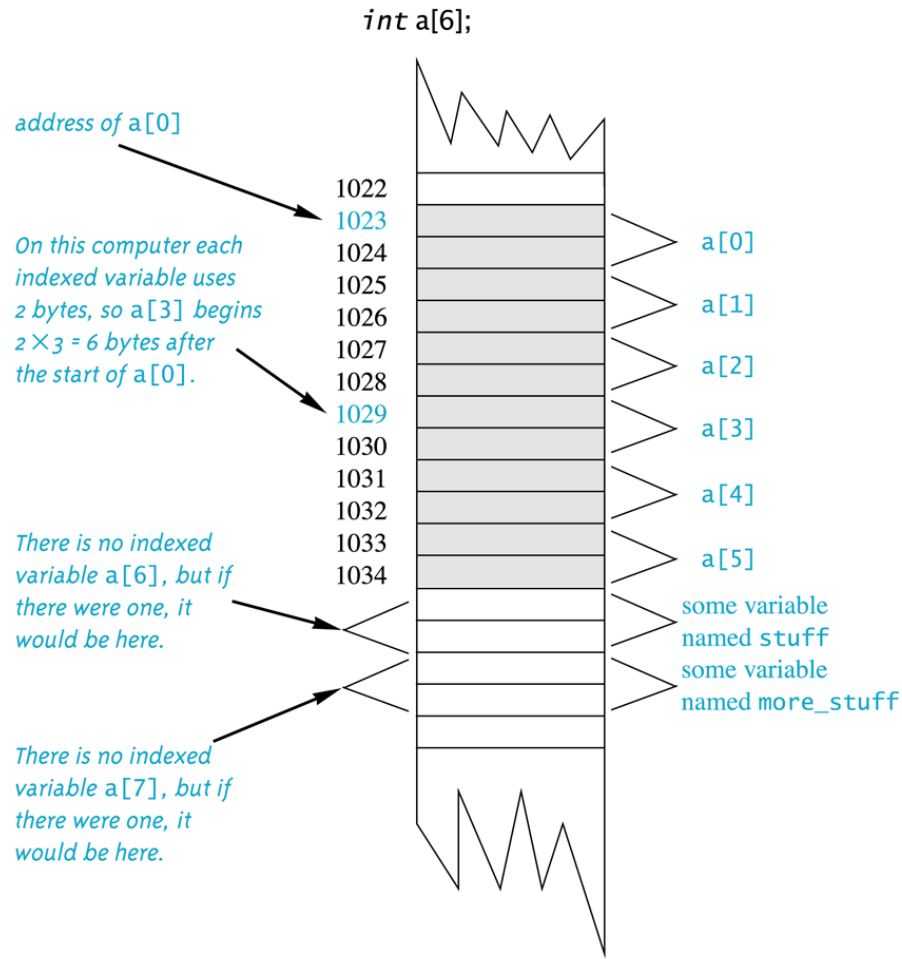 int a[6];
address of a[0]
1022
1023
1024
1025
1026
1027
1028
1029
1030
1031
1032
1033
1034
On this computer each
indexed variable uses
2 bytes, so a[3] begins
2×3 = 6 bytes after
the start of a[0].
There is no indexed
variable a[6], but if
there were one, it
would be here.
There is no indexed
variable a[7], but if
there were one, it
would be here.
a[0]
a[1]
a[2]
a[3]
a[4]
a[5]
some variable
named stuff
some variable
named more_stuff